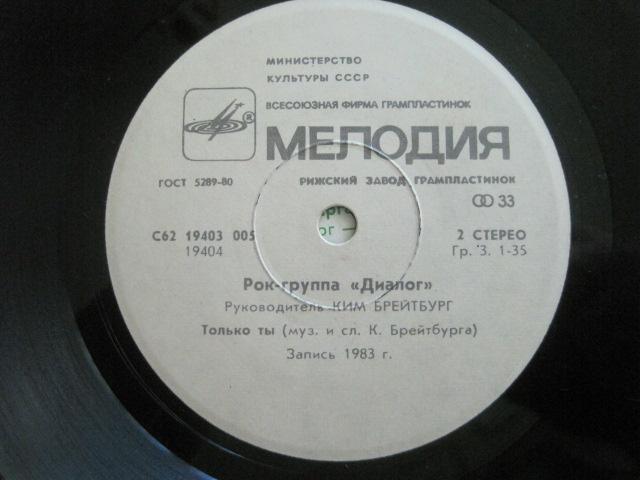 МИНИСТЕРСТВО
КУЛЬТУРЫ СССР
ВСЕСОЮЗНАЯ ФИРМА ГРАМПЛАСТИНОК
® МЕЛОДИЯ
ГОСТ 5289-80 РИЖСКИЙ ЗАВОД ГРАМПЛАСТИНОК
33
С62 19403 005 2 СТЕРЕО
19404 Гр. 3. 1-35
Рок-группа «Диалог»
Руководитель КИМ БРЕЙТБУРГ
Только ты (муз. и сл. К. Брейтбурга)
Запись 1983 г.